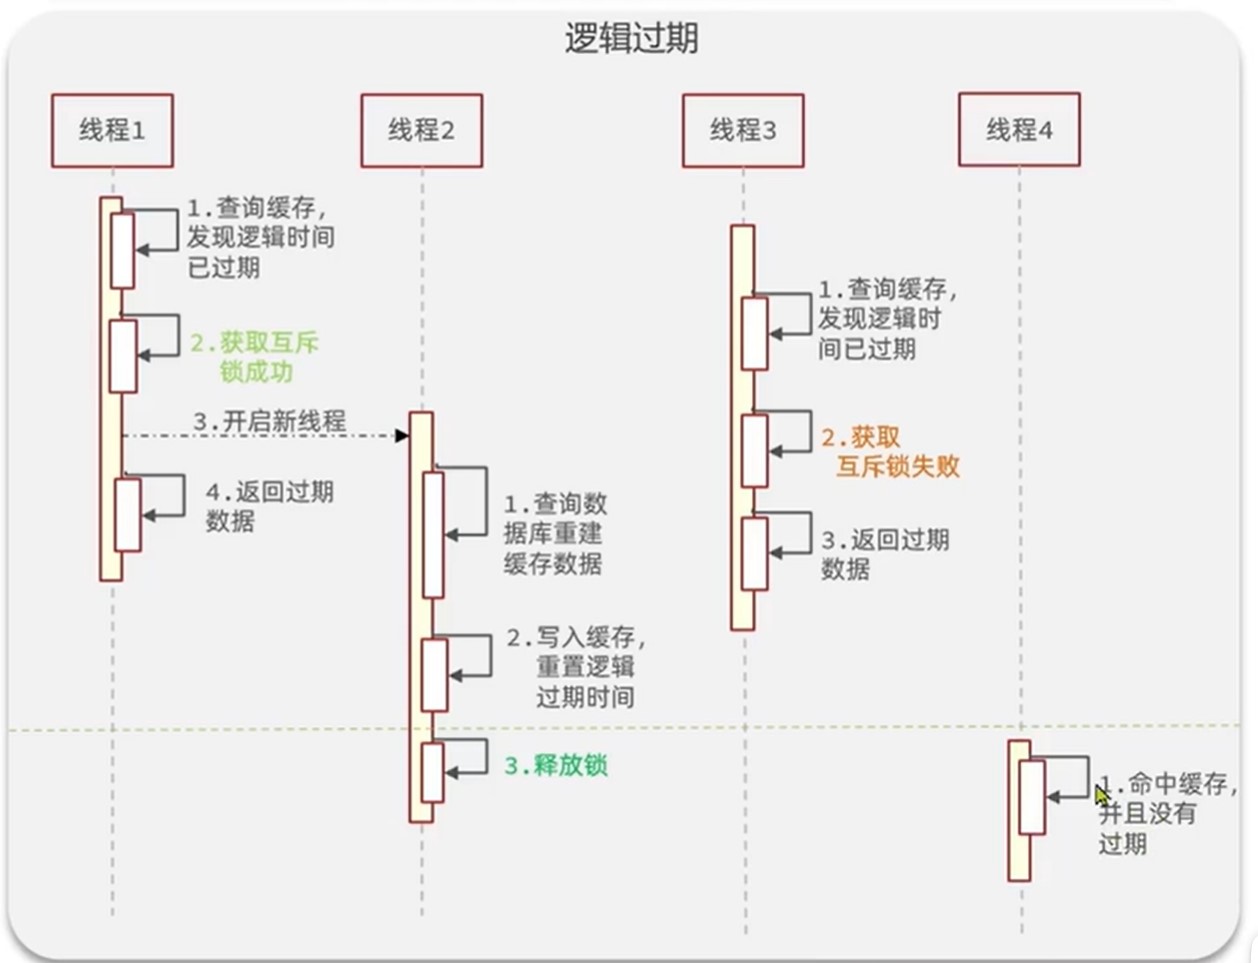 逻辑过期
线程1
线程2
线程3
线程4
1.查询缓存,
发现逻辑时间
已过期
2.获取互斥
锁成功
3.开启新线程
4.返回过期
数据
1.查询数
据库重建
缓存数据
2.写入缓存,
重置逻辑
过期时间
3.释放锁
1.查询缓存,
发现逻辑时
间已过期
2.获取
互斥锁失败
3.返回过期
数据
1.命中缓存,
并且没有
过期